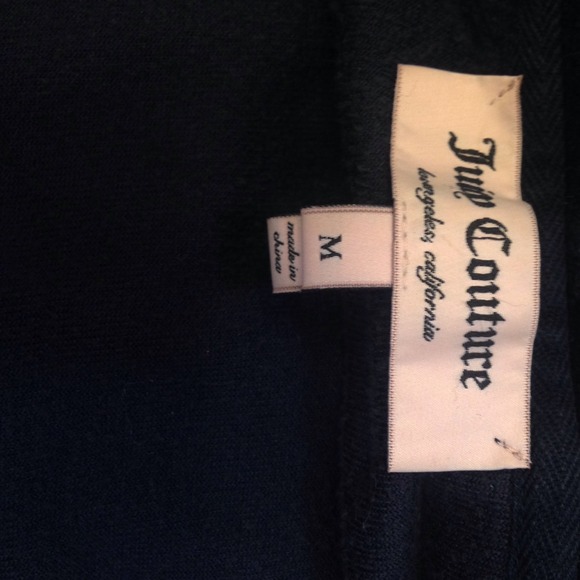 Juicy Couture
los angeles, california
M
made in
china